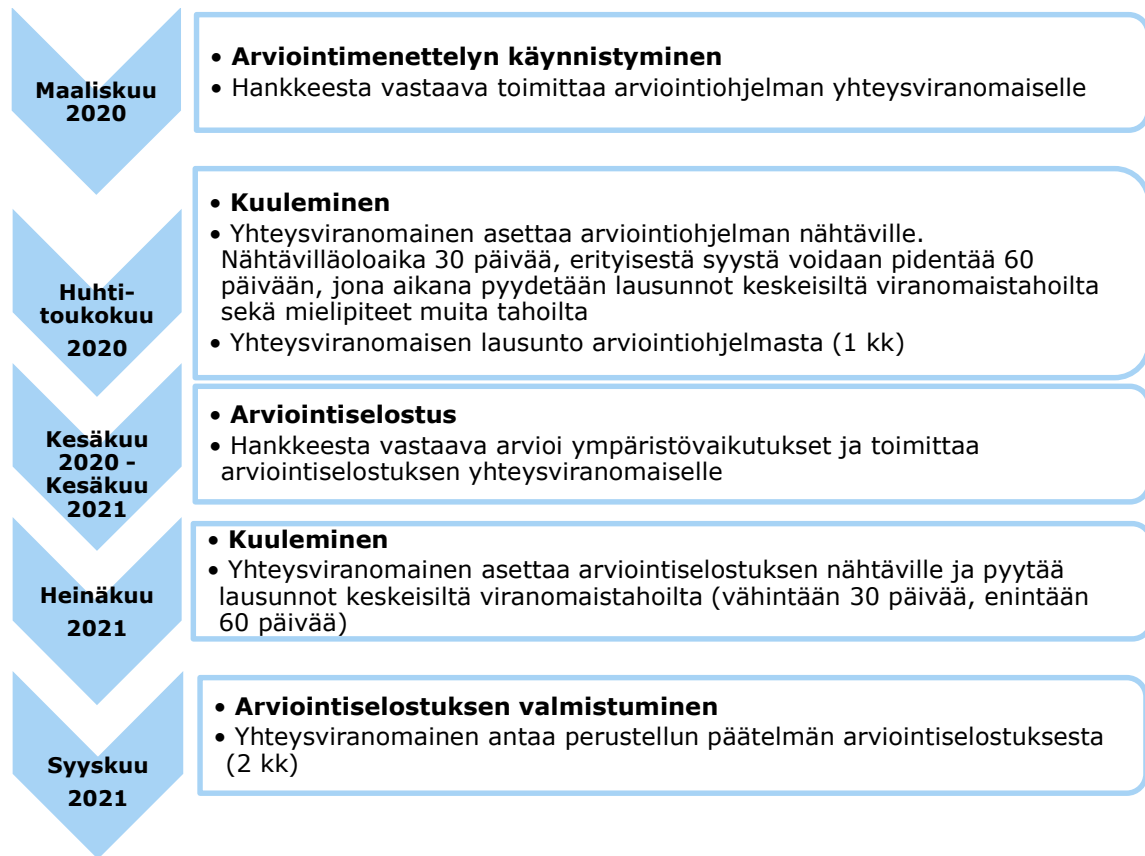 Maaliskuu
2020
• Arviointimenettelyn käynnistyminen
• Hankkeesta vastaava toimittaa arviointiohjelman yhteysviranomaiselle
Huhti-
toukokuu
2020
• Kuuleminen
• Yhteysviranomainen asettaa arviointiohjelman nähtäville.
Nähtävilläoloaika 30 päivää, erityisestä syystä voidaan pidentää 60
päivään, jona aikana pyydetään lausunnot keskeisiltä viranomaistahoilta
sekä mielipiteet muita tahoilta
• Yhteysviranomaisen lausunto arviointiohjelmasta (1 kk)
Kesäkuu
2020 -
Kesäkuu
2021
• Arviointiselostus
• Hankkeesta vastaava arvioi ympäristövaikutukset ja toimittaa
arviointiselostuksen yhteysviranomaiselle
Heinäkuu
2021
• Kuuleminen
• Yhteysviranomainen asettaa arviointiselostuksen nähtäville ja pyytää
lausunnot keskeisiltä viranomaistahoilta (vähintään 30 päivää, enintään
60 päivää)
Syyskuu
2021
• Arviointiselostuksen valmistuminen
• Yhteysviranomainen antaa perustellun päätelmän arviointiselostuksesta
(2 kk)